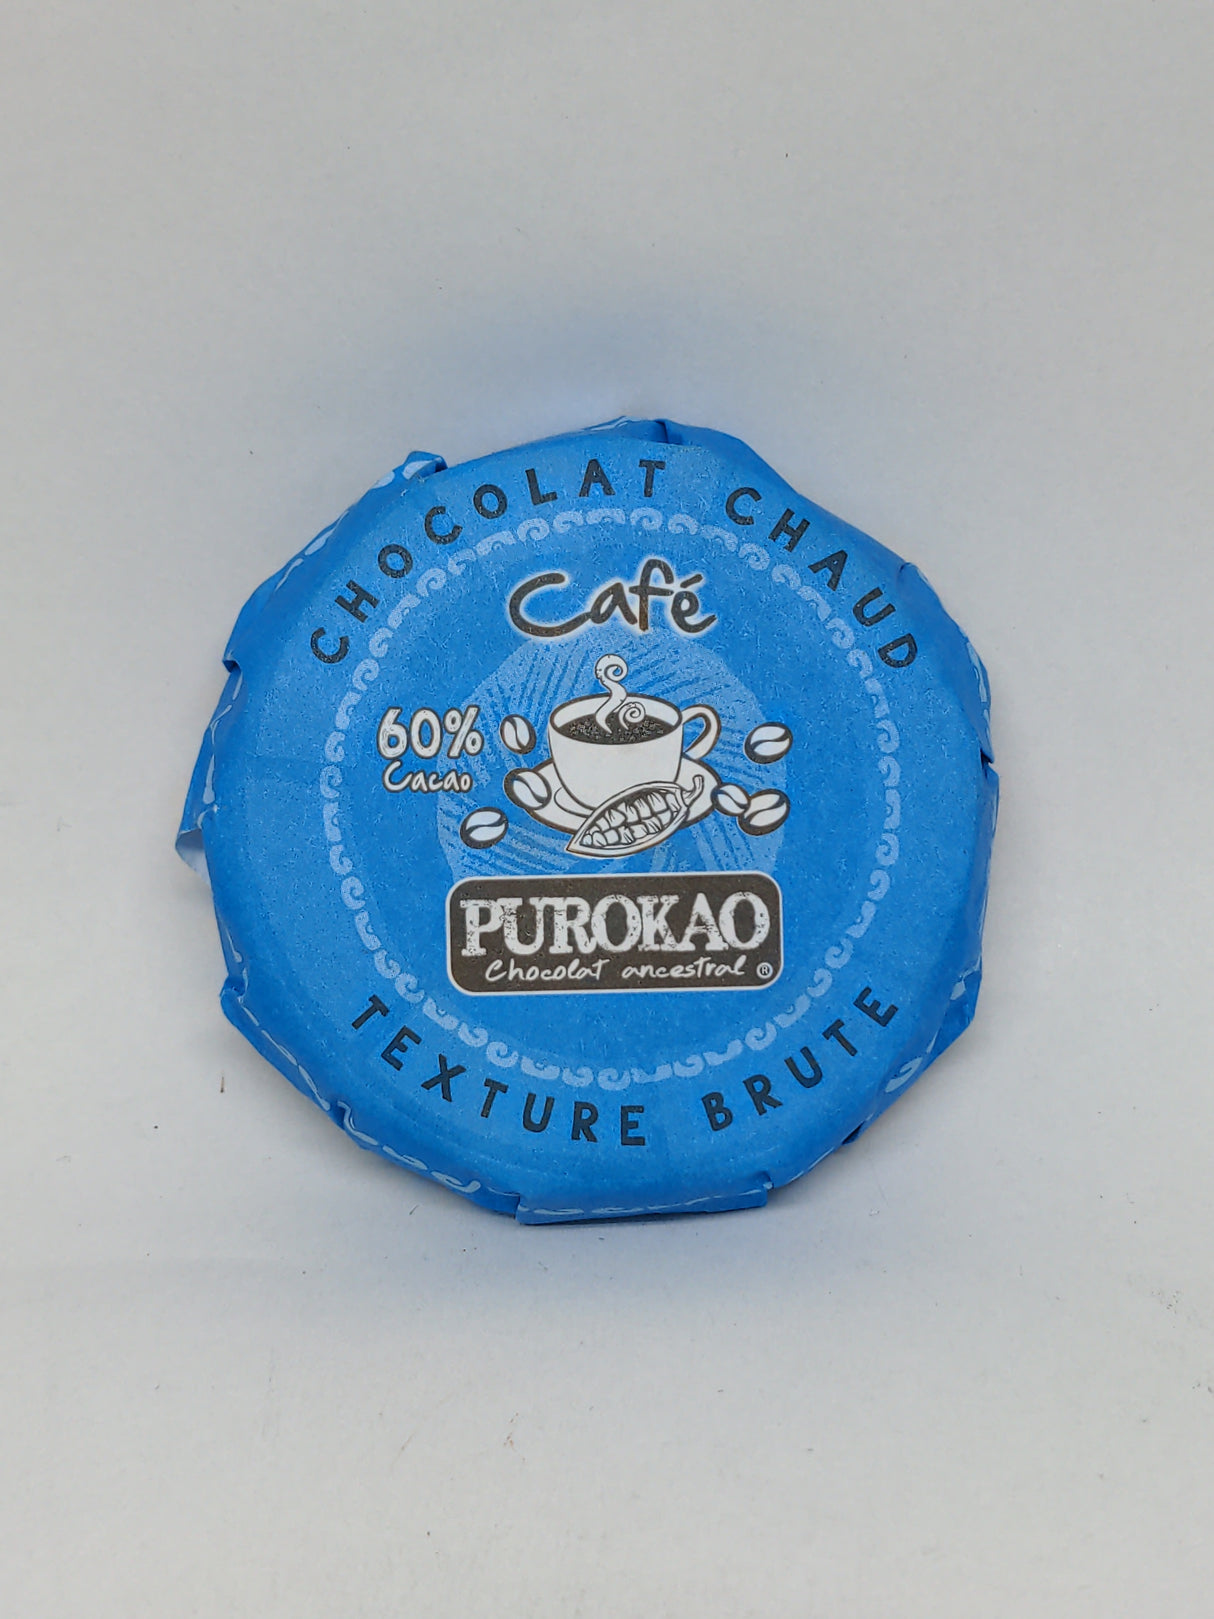 CHOCOLAT CHAUD
Café
60%
Cacao
PUROKAO
Chocolat ancestral ®
TEXTURE BRUTE